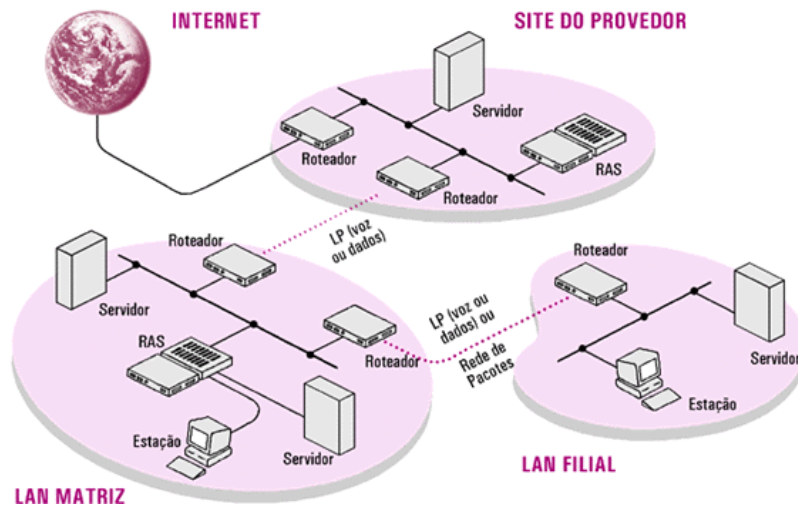 INTERNET
SITE DO PROVEDOR
Servidor
Roteador
RAS
Roteador
LP (voz
ou dados)
Roteador
Servidor
RAS
Roteador
Estação
Servidor
LAN MATRIZ
LP (voz ou
dados) ou
Rede de
Pacotes
Roteador
Servidor
Estação
LAN FILIAL